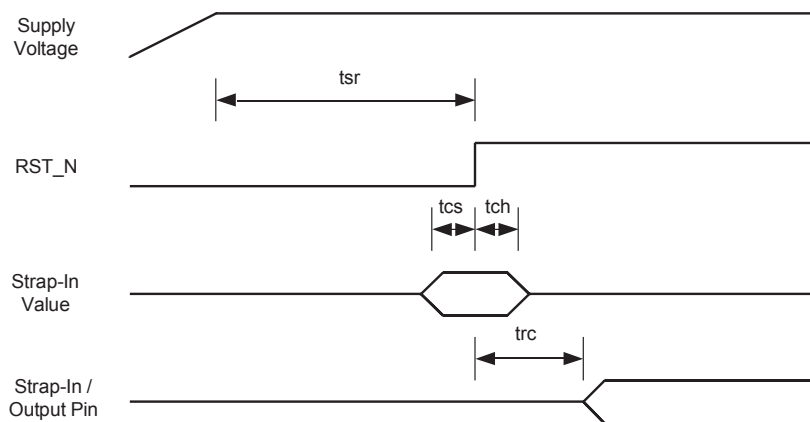 Supply
Voltage
tsr
RST_N
tcs
tch
Strap-In
Value
trc
Strap-In /
Output Pin